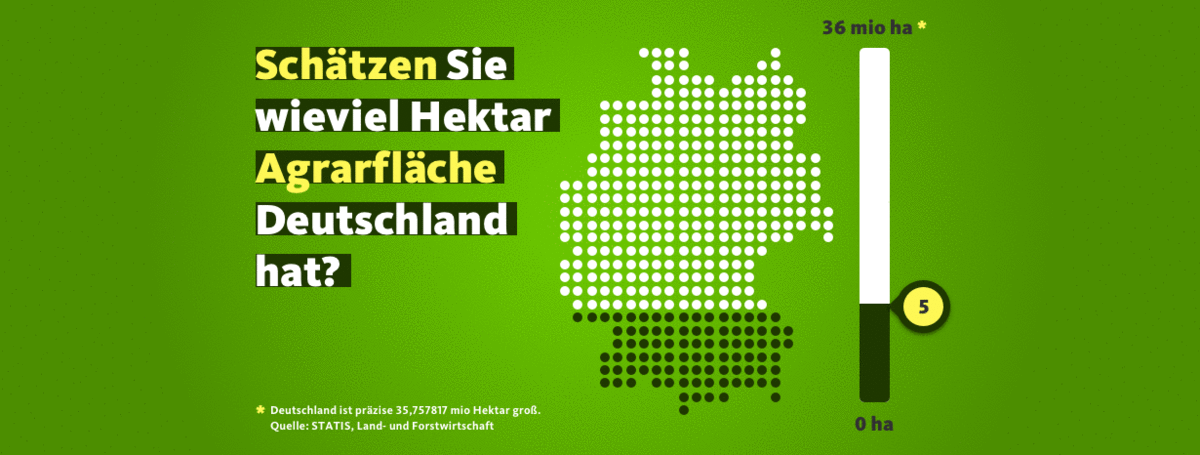 Schätzen Sie
wieviel Hektar
Agrarfläche
Deutschland
hat?
36 mio ha *
5
0 ha
* Deutschland ist präzise 35,757817 mio Hektar groß.
Quelle: STATIS, Land- und Forstwirtschaft